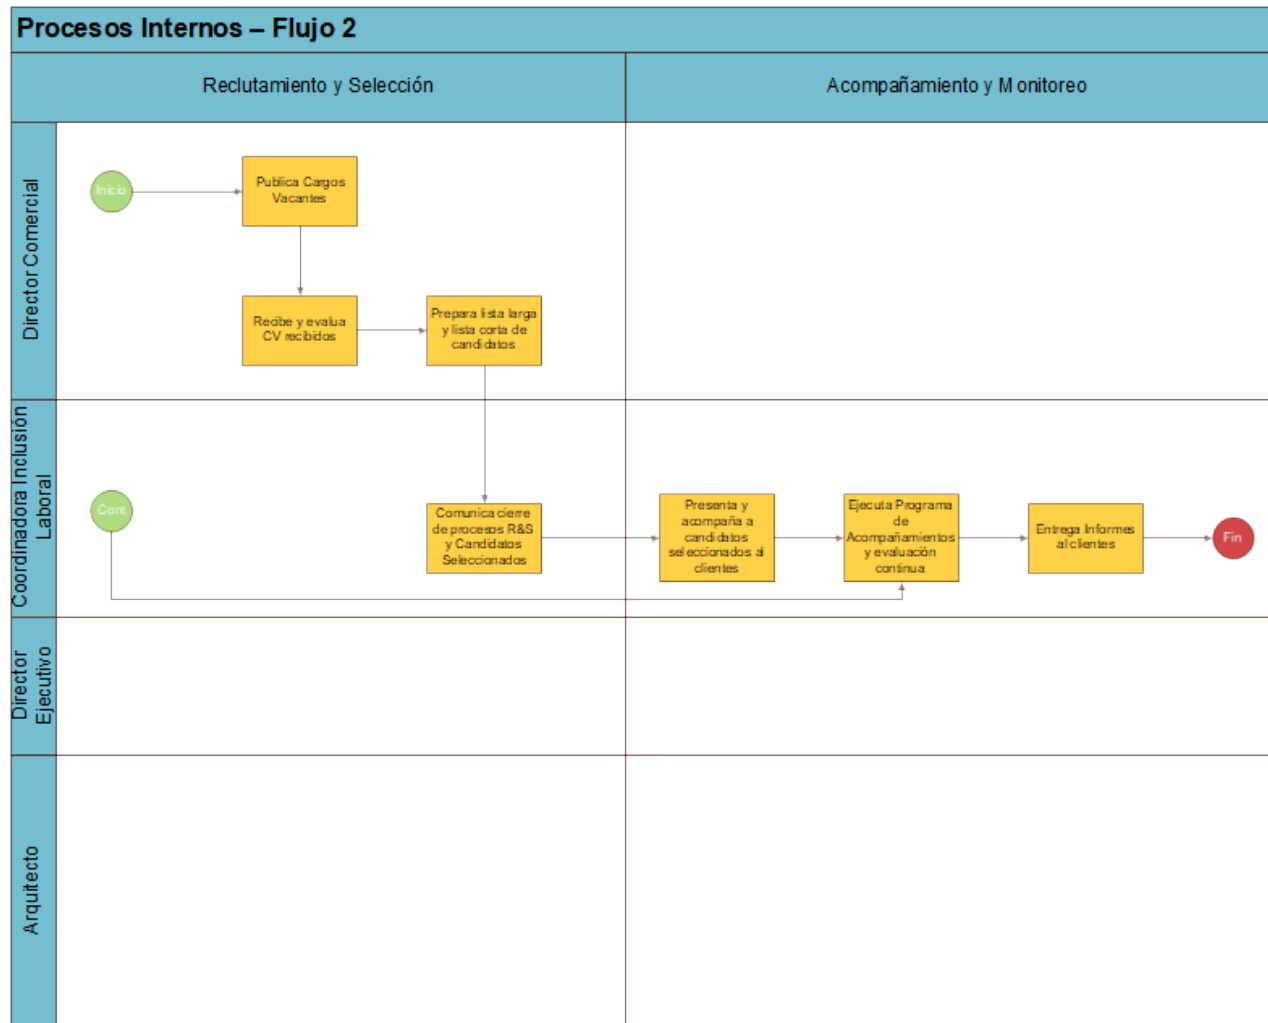 Procesos Internos – Flujo 2
Reclutamiento y Selección
Acompañamiento y Monitoreo
Director Comercial
Inicio
Publica Cargos
Vacantes
Recibe y evalua
CV recibidos
Prepara lista larga
y lista corta de
candidatos
Coordinadora Inclusión
Laboral
Cont
Comunica cierre
de procesos R&S
y Candidatos
Seleccionados
Presenta y
acompaña a
candidatos
seleccionados al
clientes
Ejecuta Programa
de
Acompañamientos
y evaluación
continua
Entrega Informes
al clientes
Fin
Director
Ejecutivo
Arquitecto